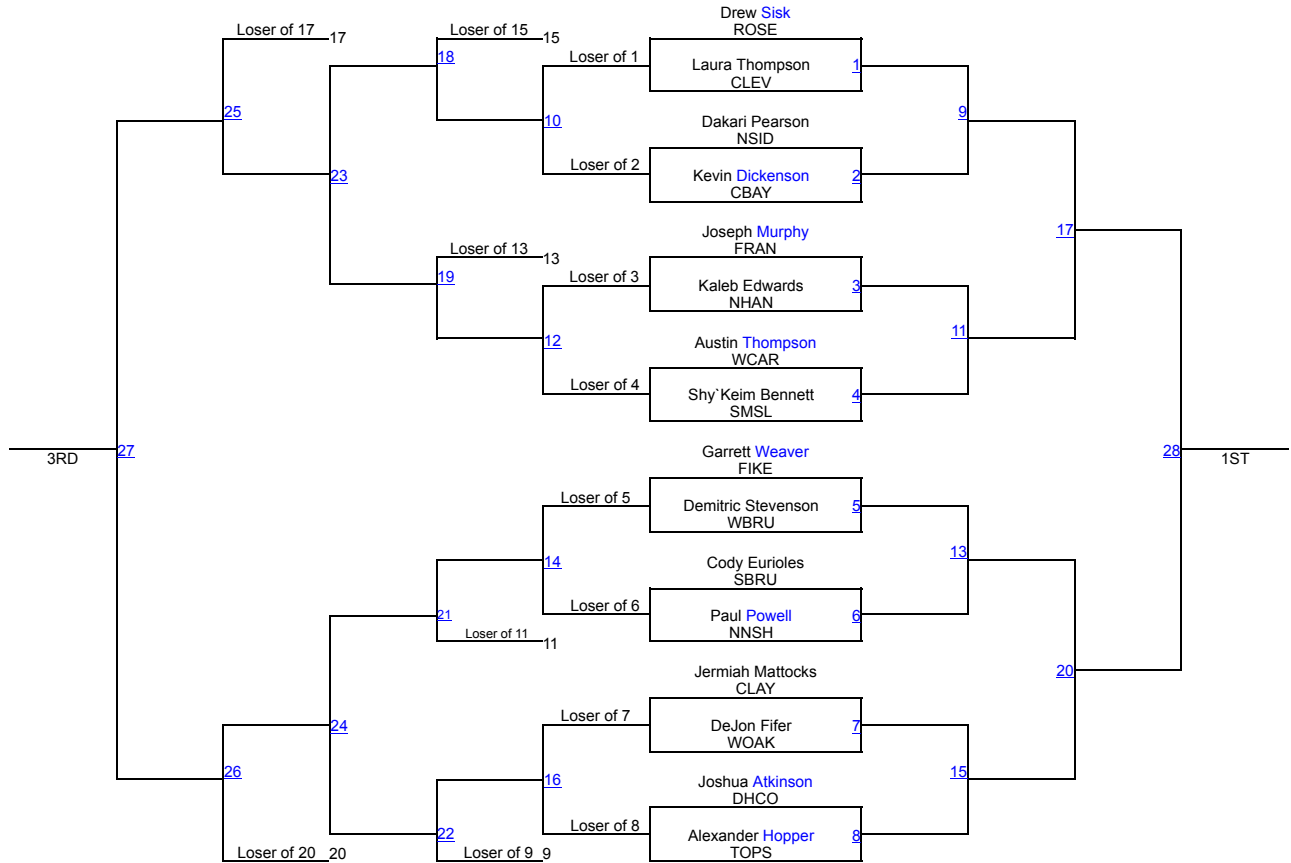 Drew Sisk
Loser of 17 17
Loser of 15 15
ROSE
18
Loser of 1
Laura Thompson
1
CLEV
25
10
9
Dakari Pearson
NSID
Loser of 2
23
Kevin Dickenson
2
CBAY
Joseph Murphy
17
Loser of 13 13
FRAN
19
Loser of 3
Kaleb Edwards
3
NHAN
12
11
Austin Thompson
WCAR
Loser of 4
Shy`Keim Bennett
4
SMSL
27
Garrett Weaver
28
3RD
FIKE
1ST
Loser of 5
Demitric Stevenson
5
WBRU
14
13
Cody Eurioles
SBRU
Loser of 6
21
Paul Powell
6
NNSH
Loser of 11 11
Jermiah Mattocks
20
CLAY
Loser of 7
24
DeJon Fifer
7
WOAK
26
16
15
Joshua Atkinson
DHCO
Loser of 8
22
Alexander Hopper
8
TOPS
Loser of 20 20
Loser of 9 9